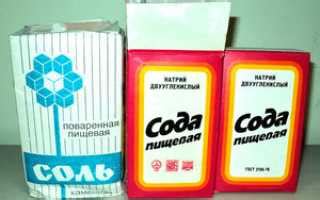 поваренная
пищевая
СОЛЬ
НАТРИЙ
ДВУУГЛЕКИСЛЫЙ
Сода
пищевая
НАТРИЙ
ДВУУГЛЕКИСЛЫЙ
Сода
пищевая